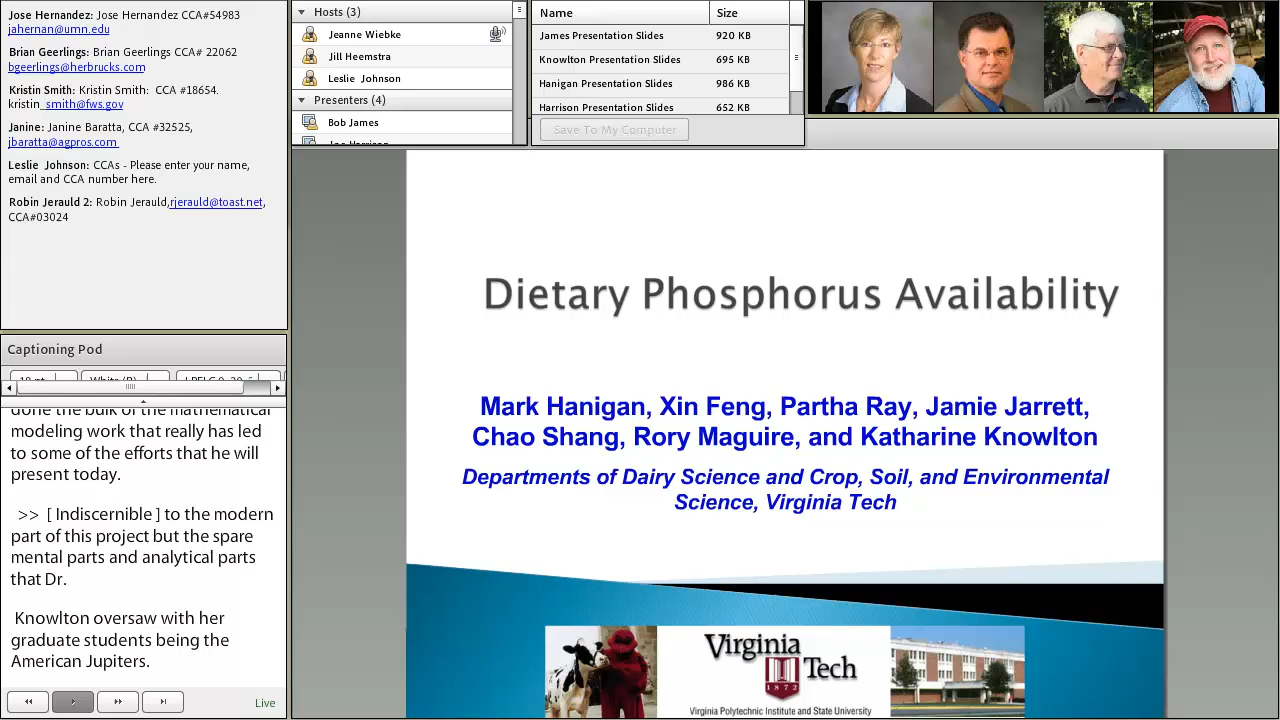 Jose Hernandez: Jose Hernandez CCA#54983
jahernan@umn.edu
Brian Geerlings: Brian Geerlings CCA# 22062
bgeerlings@herbrucks.com
Kristin Smith: Kristin Smith:  CCA #18654.
kristin_smith@fws.gov
Janine: Janine Baratta, CCA #32525,
jbaratta@agpros.com
Leslie  Johnson: CCAs - Please enter your name,
email and CCA number here.
Robin Jerauld 2: Robin Jerauld,rjerauld@toast.net,
CCA#03024
Hosts (3)
Jeanne Wiebke
Jill Heemstra
Leslie  Johnson
Presenters (4)
Bob James
Joe Harrison
Name Size
James Presentation Slides 920 KB
Knowlton Presentation Slides 695 KB
Hanigan Presentation Slides 986 KB
Harrison Presentation Slides 652 KB
Save To My Computer
Captioning Pod
done the bulk of the mathematical
modeling work that really has led
to some of the efforts that he will
present today.
>>  [ Indiscernible ] to the modern
part of this project but the spare
mental parts and analytical parts
that Dr.
Knowlton oversaw with her
graduate students being the
American Jupiters.
Live
Dietary Phosphorus Availability
Mark Hanigan, Xin Feng, Partha Ray, Jamie Jarrett,
Chao Shang, Rory Maguire, and Katharine Knowlton
Departments of Dairy Science and Crop, Soil, and Environmental
Science, Virginia Tech
Virginia
Tech
1872
Virginia Polytechnic Institute and State University